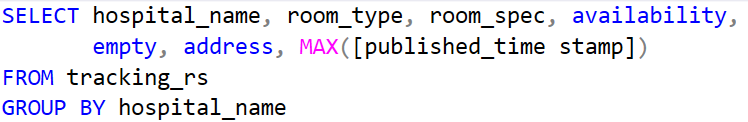 SELECT hospital_name, room_type, room_spec, availability,
empty, address, MAX([published_time stamp])
FROM tracking_rs
GROUP BY hospital_name